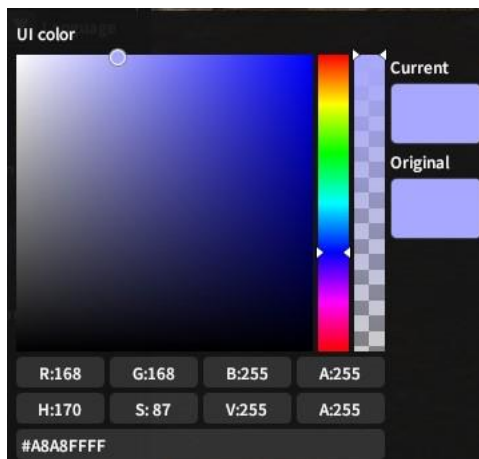 UI color
Current
Original
R:168 G:168 B:255 A:255
H:170 S: 87 V:255 A:255
#A8A8FFFF